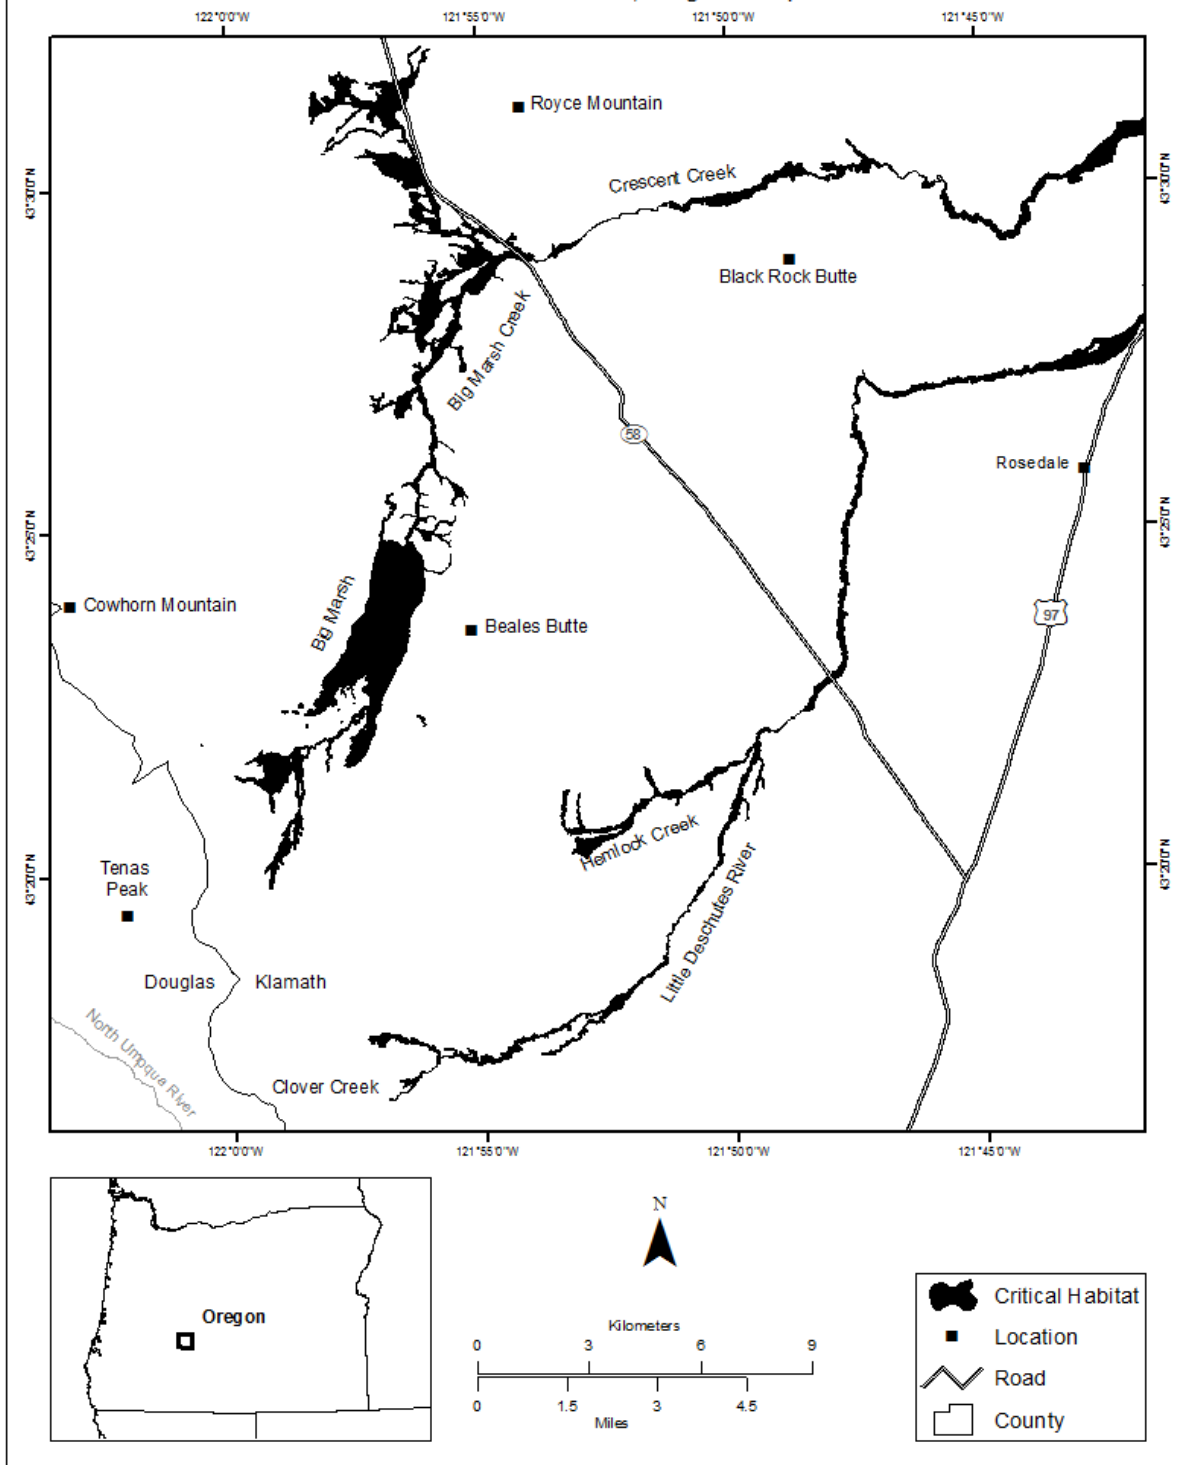 122°0'0"W
121°55'0"W
121°50'0"W
121°45'0"W
Royce Mountain
43°30'0"N
Crescent Creek
43°30'0"N
Black Rock Butte
Big Marsh Creek
58
Rosedale
43°25'0"N
43°25'0"N
Big Marsh
Cowhorn Mountain
Beales Butte
97
Hemlock Creek
43°20'0"N
43°20'0"N
Tenas
Peak
Little Deschutes River
Douglas
Klamath
North Umpqua River
Clover Creek
122°0'0"W
121°55'0"W
121°50'0"W
121°45'0"W
Oregon
N
Kilometers
0 3 6 9
0 1.5 3 4.5
Miles
Critical Habitat
Location
Road
County